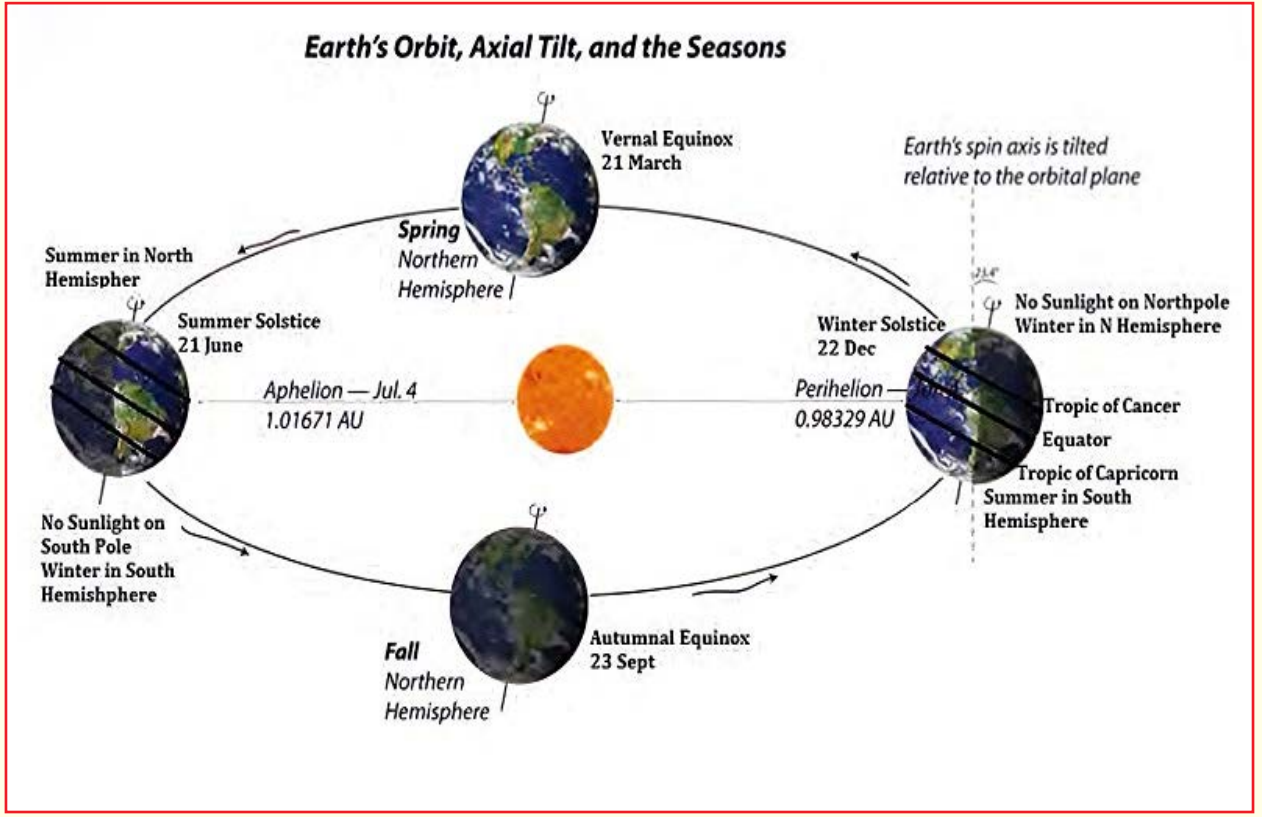 Earth's Orbit, Axial Tilt, and the Seasons
Vernal Equinox
21 March
Earth's spin axis is tilted
relative to the orbital plane
Spring
Northern
Hemisphere
Summer in North
Hemispher
Summer Solstice
21 June
Winter Solstice
22 Dec
23.4°
No Sunlight on Northpole
Winter in N Hemisphere
Aphelion — Jul. 4
1.01671 AU
Perihelion —
0.98329 AU
Tropic of Cancer
Equator
Tropic of Capricorn
Summer in South
Hemisphere
No Sunlight on
South Pole
Winter in South
Hemishphere
Autumnal Equinox
23 Sept
Fall
Northern
Hemisphere